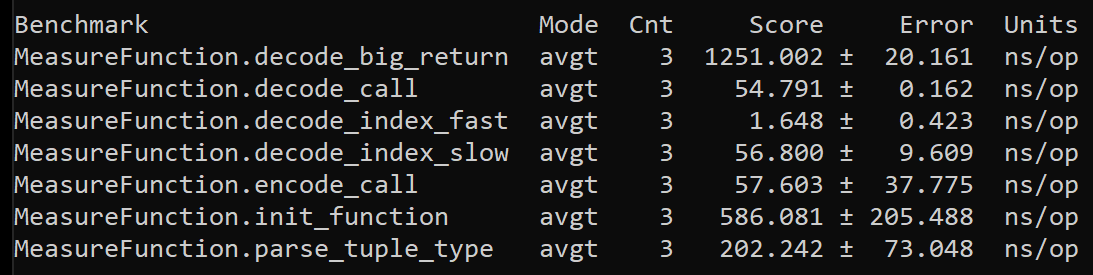 Benchmark                            Mode  Cnt     Score     Error  Units
MeasureFunction.decode_big_return  avgt    3  1251.002 ±  20.161  ns/op
MeasureFunction.decode_call        avgt    3    54.791 ±   0.162  ns/op
MeasureFunction.decode_index_fast  avgt    3     1.648 ±   0.423  ns/op
MeasureFunction.decode_index_slow  avgt    3    56.800 ±   9.609  ns/op
MeasureFunction.encode_call        avgt    3    57.603 ±  37.775  ns/op
MeasureFunction.init_function      avgt    3   586.081 ± 205.488  ns/op
MeasureFunction.parse_tuple_type   avgt    3   202.242 ±  73.048  ns/op